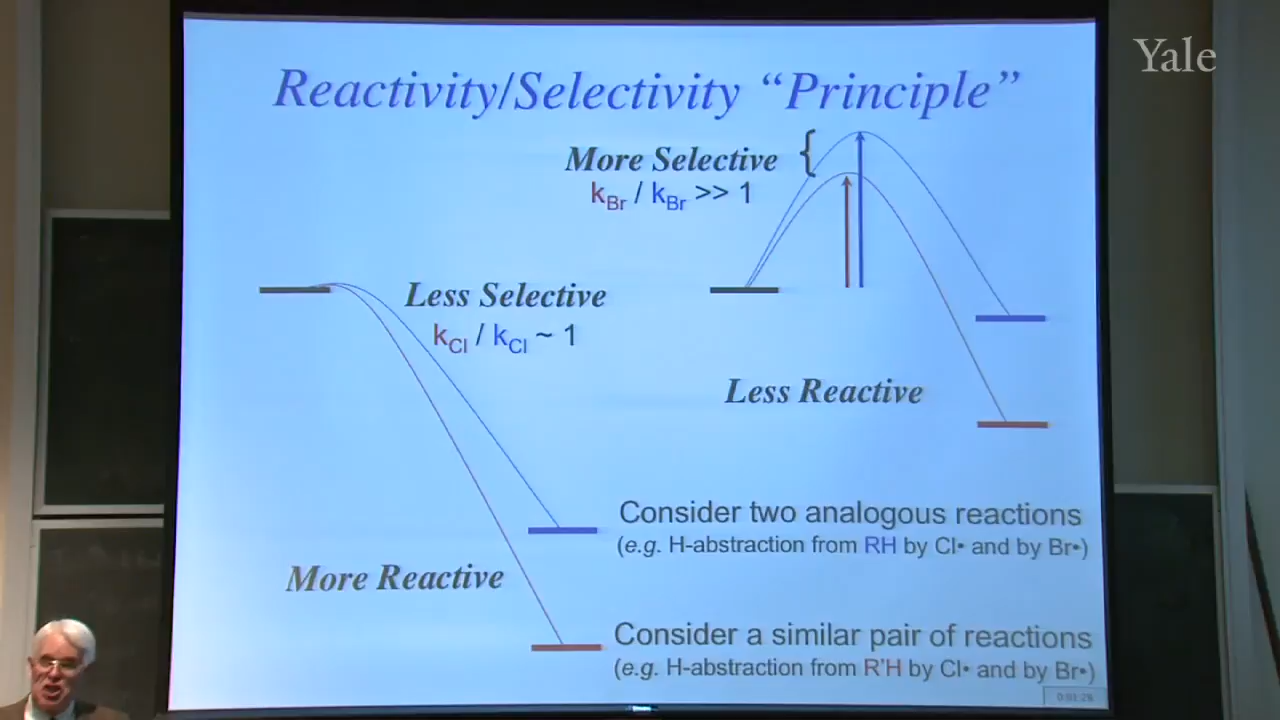 Yale
Reactivity/Selectivity “Principle”
More Selective
kBr / kBr >> 1
Less Selective
kCl / kCl ~ 1
Less Reactive
Consider two analogous reactions
(e.g. H-abstraction from RH by Cl• and by Br•)
More Reactive
Consider a similar pair of reactions
(e.g. H-abstraction from R'H by Cl• and by Br•)